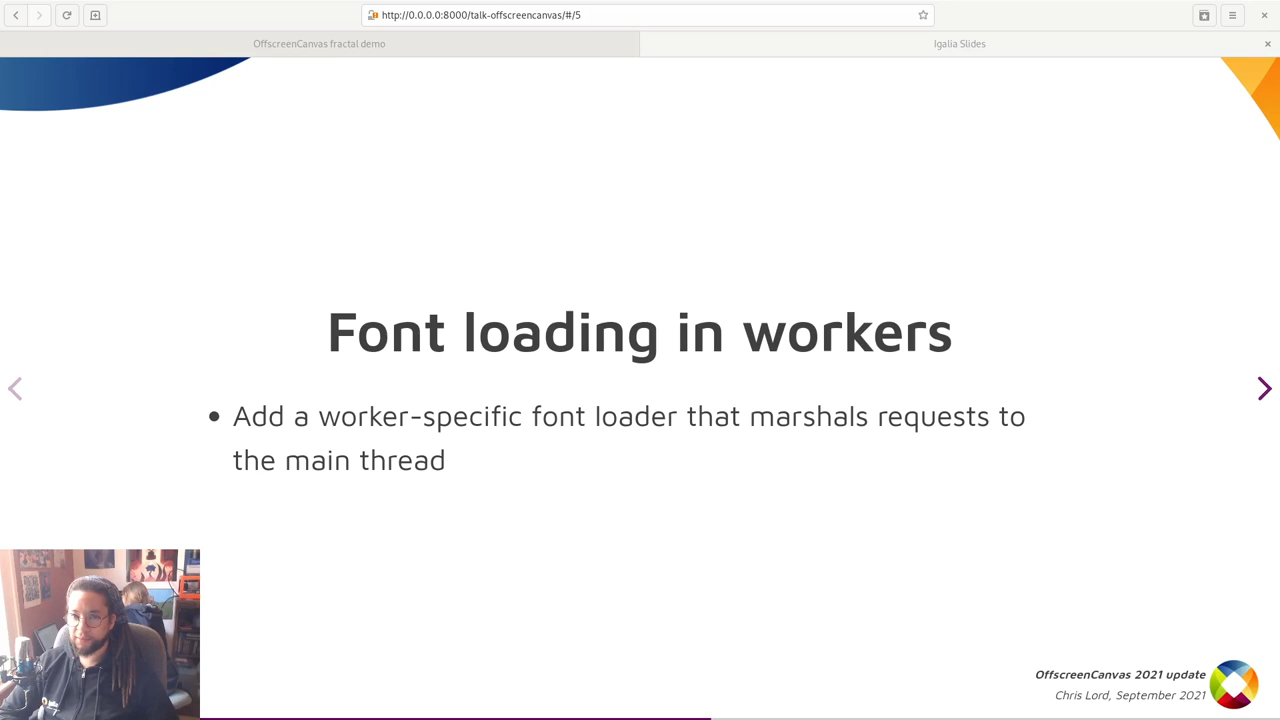 http://0.0.0.0:8000/talk-offscreencanvas/#/5
OffscreenCanvas fractal demo
Igalia Slides
Font loading in workers
• Add a worker-specific font loader that marshals requests to
the main thread
OffscreenCanvas 2021 update
Chris Lord, September 2021